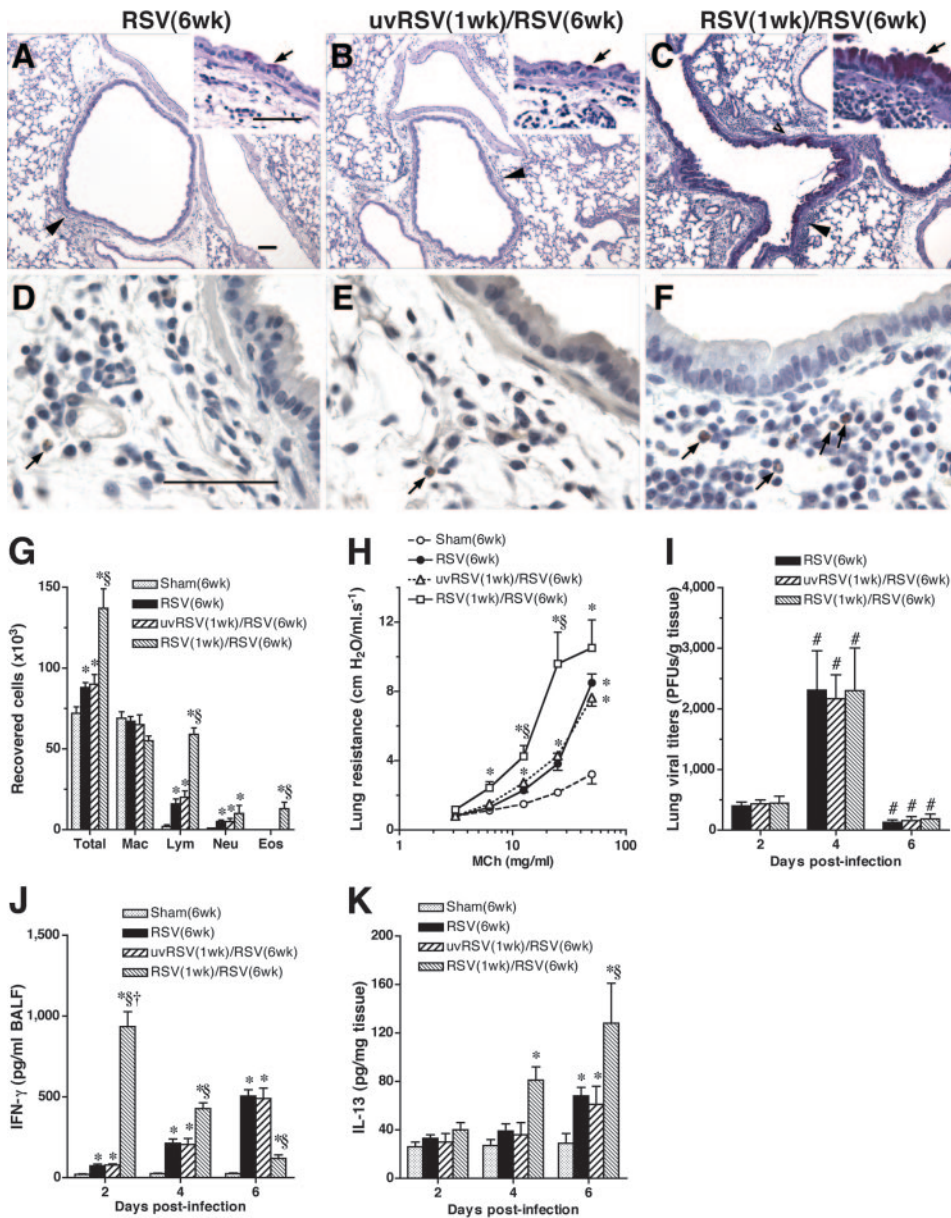 RSV(6wk) uvRSV(1wk)/RSV(6wk) RSV(1wk)/RSV(6wk)
A B C
D E F
G
Sham(6wk)
RSV(6wk)
uvRSV(1wk)/RSV(6wk)
RSV(1wk)/RSV(6wk)
Recovered cells (x10³)
150
100
50
0
*§
* *
*§
* *
* * *
*§
Total Mac Lym Neu Eos
H
Sham(6wk)
RSV(6wk)
uvRSV(1wk)/RSV(6wk)
RSV(1wk)/RSV(6wk)
Lung resistance (cm H₂O/ml.s⁻¹)
12
8
4
0
*§ *
*§ *
* * * *
1 10 100
MCh (mg/ml)
I
RSV(6wk)
uvRSV(1wk)/RSV(6wk)
RSV(1wk)/RSV(6wk)
Lung viral titers (PFUs/g tissue)
4,000
3,000
2,000
1,000
0
# # #
# # #
2 4 6
Days post-infection
J
Sham(6wk)
RSV(6wk)
uvRSV(1wk)/RSV(6wk)
RSV(1wk)/RSV(6wk)
IFN-γ (pg/ml BALF)
1,500
1,000
500
0
*§†
* *
*§
* *
* *
*§
2 4 6
Days post-infection
K
Sham(6wk)
RSV(6wk)
uvRSV(1wk)/RSV(6wk)
RSV(1wk)/RSV(6wk)
IL-13 (pg/mg tissue)
200
160
120
80
40
0
*
* *
*§
2 4 6
Days post-infection